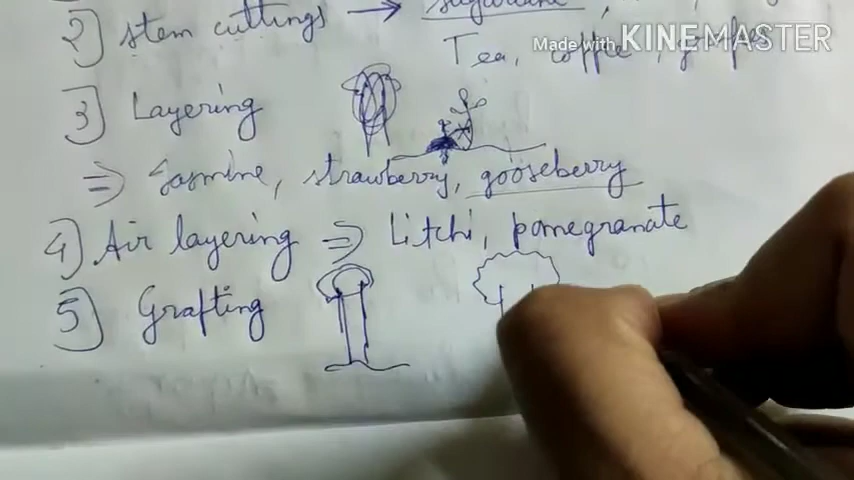 2) stem cuttings → sugarcane,
Tea, coffee, grapes
Made with KINEMASTER
3) Layering
⇒ Jasmine, strawberry, gooseberry
4) Air layering ⇒ Litchi, pomegranate
5) Grafting